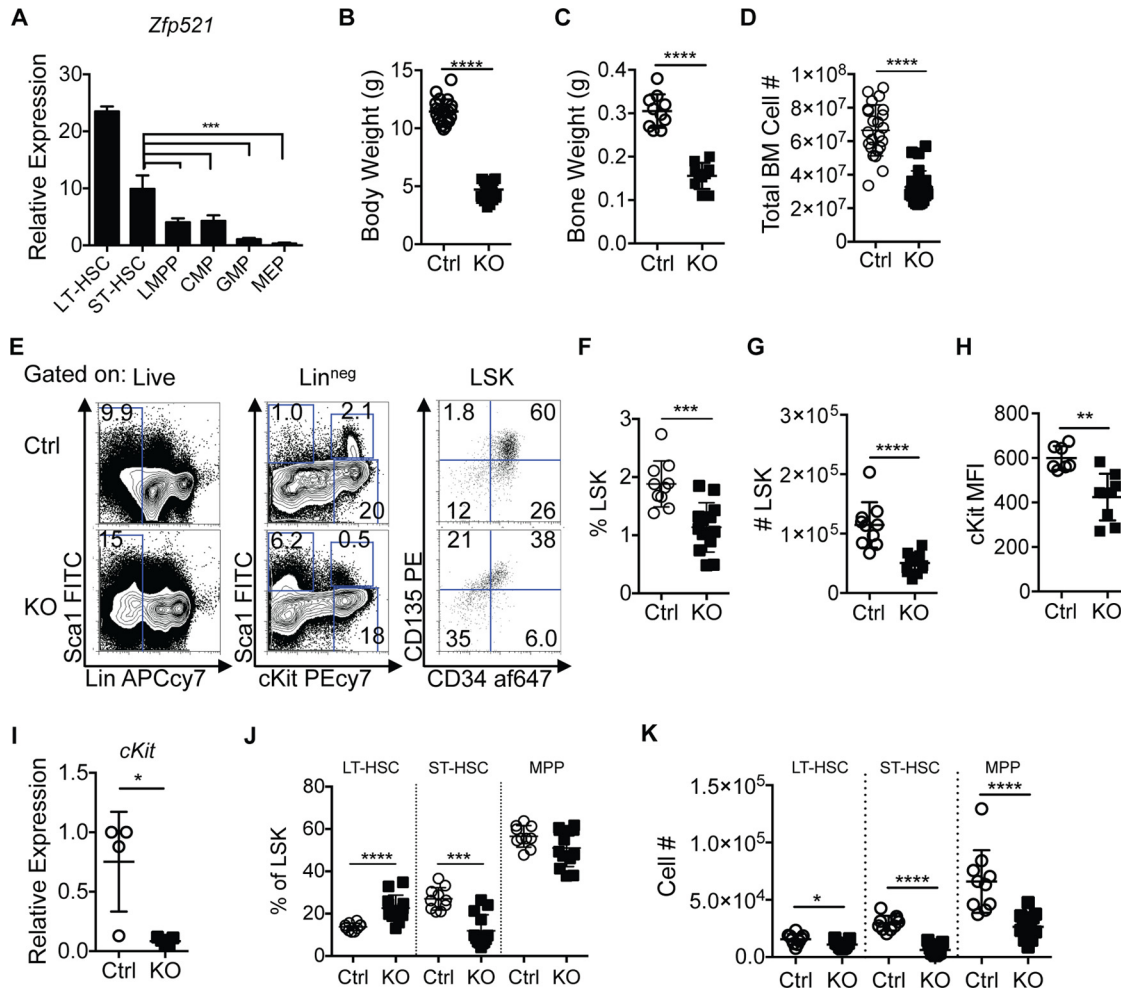 A
Zfp521
Relative Expression
30
20
10
0
***
LT-HSC
ST-HSC
LMPP
CMP
GMP
MEP
B
Body Weight (g)
15
10
5
0
****
Ctrl KO
C
Bone Weight (g)
0.4
0.3
0.2
0.1
0.0
****
Ctrl KO
D
Total BM Cell #
1×10⁸
8×10⁷
6×10⁷
4×10⁷
2×10⁷
****
Ctrl KO
E
Gated on: Live
Linneg
LSK
Ctrl
9.9
1.0 2.1
20
1.8 60
12 26
KO
15
6.2 0.5
18
21 38
35 6.0
Sca1 FITC
Lin APCcy7
Sca1 FITC
cKit PEcy7
CD135 PE
CD34 af647
F
% LSK
3
2
1
0
***
Ctrl KO
G
# LSK
3×10⁵
2×10⁵
1×10⁵
0
****
Ctrl KO
H
cKit MFI
800
600
400
200
0
**
Ctrl KO
I
cKit
Relative Expression
1.5
1.0
0.5
0.0
*
Ctrl KO
J
% of LSK
80
60
40
20
0
LT-HSC ST-HSC MPP
**** ***
Ctrl KO Ctrl KO Ctrl KO
K
Cell #
1.5×10⁵
1.0×10⁵
5.0×10⁴
0.0
LT-HSC ST-HSC MPP
* **** ****
Ctrl KO Ctrl KO Ctrl KO